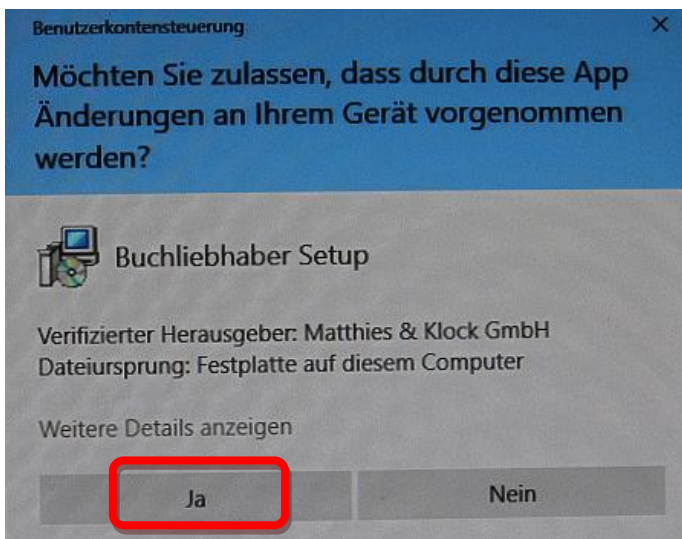 Benutzerkontensteuerung
Möchten Sie zulassen, dass durch diese App
Änderungen an Ihrem Gerät vorgenommen
werden?
Buchliebhaber Setup
Verifizierter Herausgeber: Matthies & Klock GmbH
Dateiursprung: Festplatte auf diesem Computer
Weitere Details anzeigen
Ja
Nein